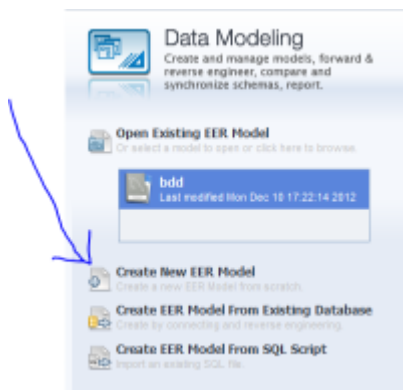 Data Modeling
Create and manage models, forward &
reverse engineer, compare and
synchronize schemas, report.
Open Existing EER Model
Or select a model to open or click here to browse.
bdd
Last modified Mon Dec 10 17:22:14 2012
Create New EER Model
Create a new EER Model from scratch.
Create EER Model From Existing Database
Create by connecting and reverse engineering.
Create EER Model From SQL Script
Import an existing SQL file.